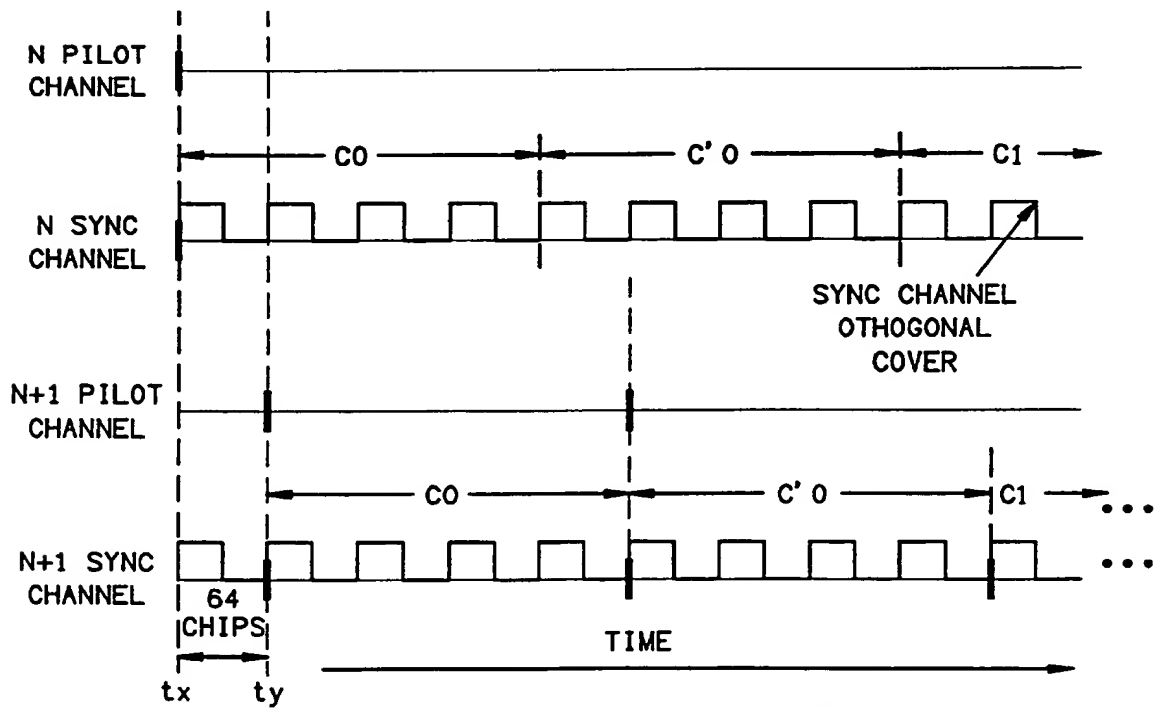 N PILOT
CHANNEL
C0
C'0
C1
N SYNC
CHANNEL
SYNC CHANNEL
OTHOGONAL
COVER
N+1 PILOT
CHANNEL
C0
C'0
C1
...
N+1 SYNC
CHANNEL
...
64
CHIPS
TIME
tx
ty